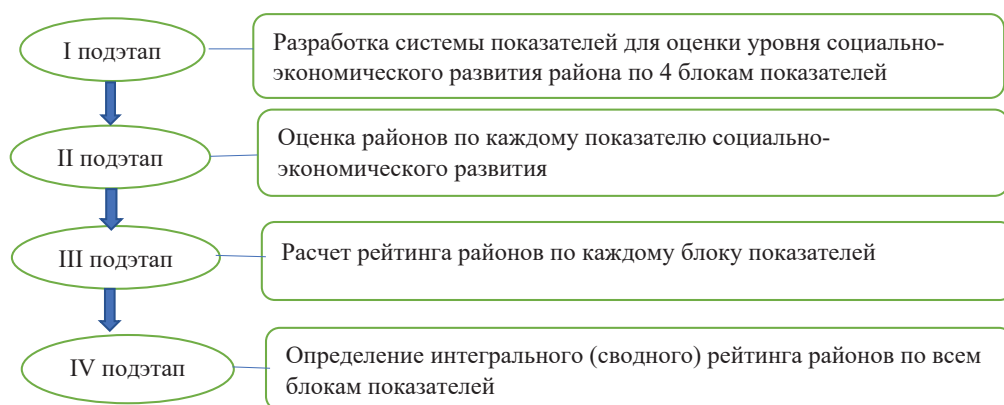 I подэтап
Разработка системы показателей для оценки уровня социально-
экономического развития района по 4 блокам показателей
II подэтап
Оценка районов по каждому показателю социально-
экономического развития
III подэтап
Расчет рейтинга районов по каждому блоку показателей
IV подэтап
Определение интегрального (сводного) рейтинга районов по всем
блокам показателей